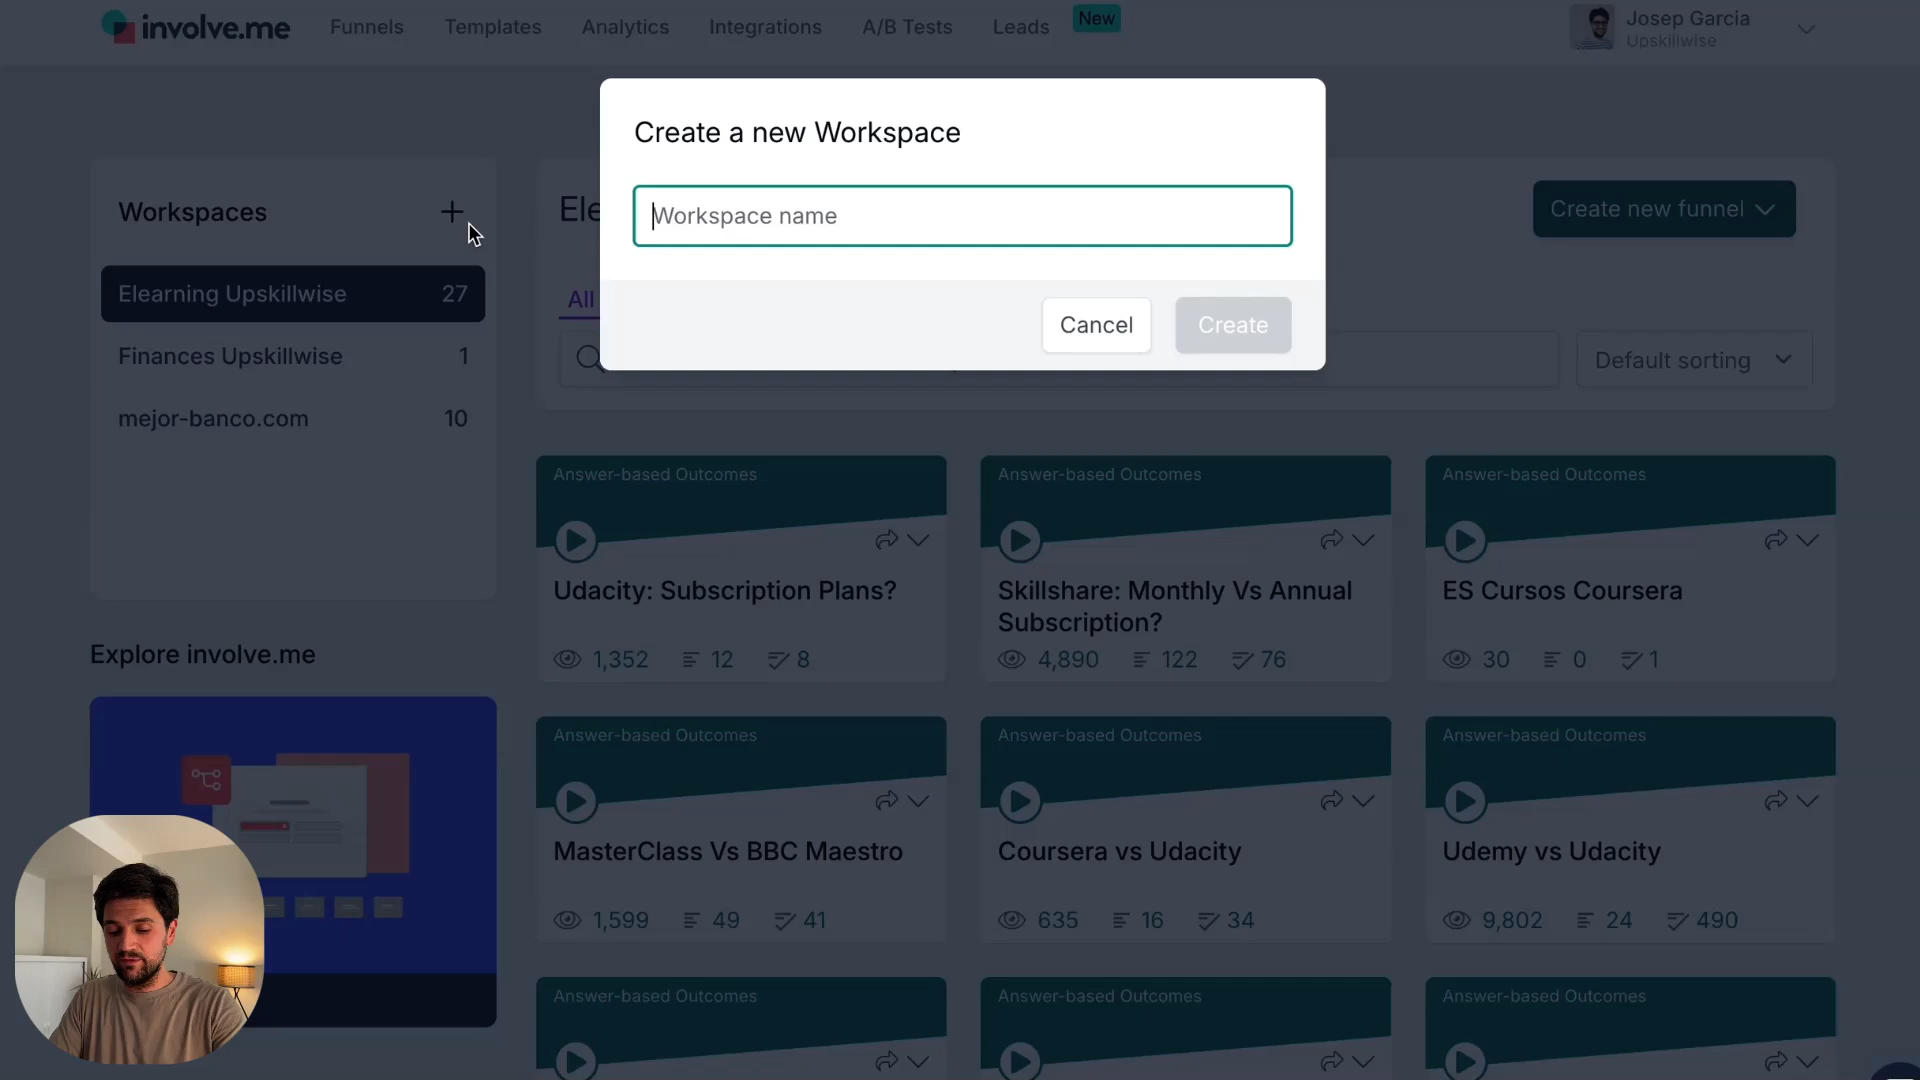 involve.me
Funnels
Templates
Analytics
Integrations
A/B Tests
Leads
New
Josep Garcia
Upskillwise
Create a new Workspace
Workspace name
Cancel
Create
Workspaces
Elearning Upskillwise 27
Finances Upskillwise 1
mejor-banco.com 10
Ele
Create new funnel
All
Default sorting
Explore involve.me
Answer-based Outcomes
Udacity: Subscription Plans?
1,352 12 8
Answer-based Outcomes
Skillshare: Monthly Vs Annual
Subscription?
4,890 122 76
Answer-based Outcomes
ES Cursos Coursera
30 0 1
Answer-based Outcomes
MasterClass Vs BBC Maestro
1,599 49 41
Answer-based Outcomes
Coursera vs Udacity
635 16 34
Answer-based Outcomes
Udemy vs Udacity
9,802 24 490
Answer-based Outcomes
Answer-based Outcomes
Answer-based Outcomes